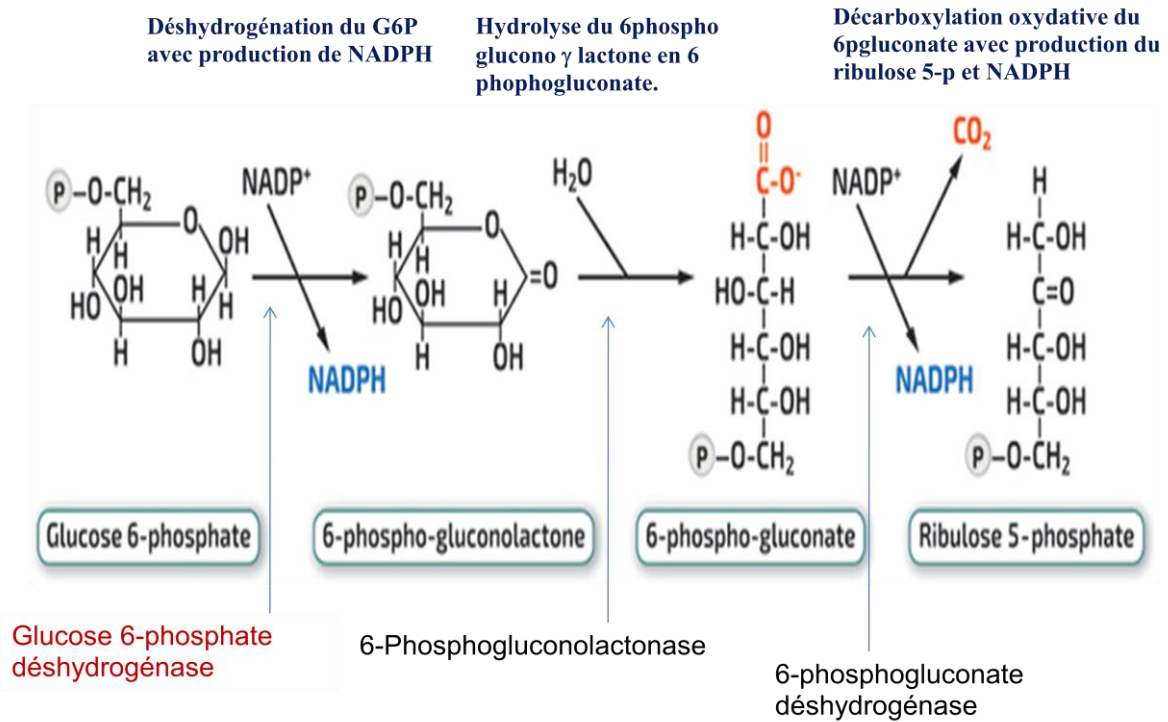 Déshydrogénation du G6P
avec production de NADPH
Hydrolyse du 6phospho
glucono γ lactone en 6
phophogluconate.
Décarboxylation oxydative du
6pgluconate avec production du
ribulose 5-p et NADPH
P-O-CH₂
O
H
OH
H
H
OH
H
HO
H
H
OH
NADP⁺
NADPH
P-O-CH₂
O
H
H
=O
OH
H
HO
H
OH
H₂O
O
C-O⁻
H-C-OH
HO-C-H
H-C-OH
H-C-OH
P-O-CH₂
NADP⁺
CO₂
NADPH
H
H-C-OH
C=O
H-C-OH
H-C-OH
P-O-CH₂
Glucose 6-phosphate
6-phospho-gluconolactone
6-phospho-gluconate
Ribulose 5-phosphate
Glucose 6-phosphate
déshydrogénase
6-Phosphogluconolactonase
6-phosphogluconate
déshydrogénase